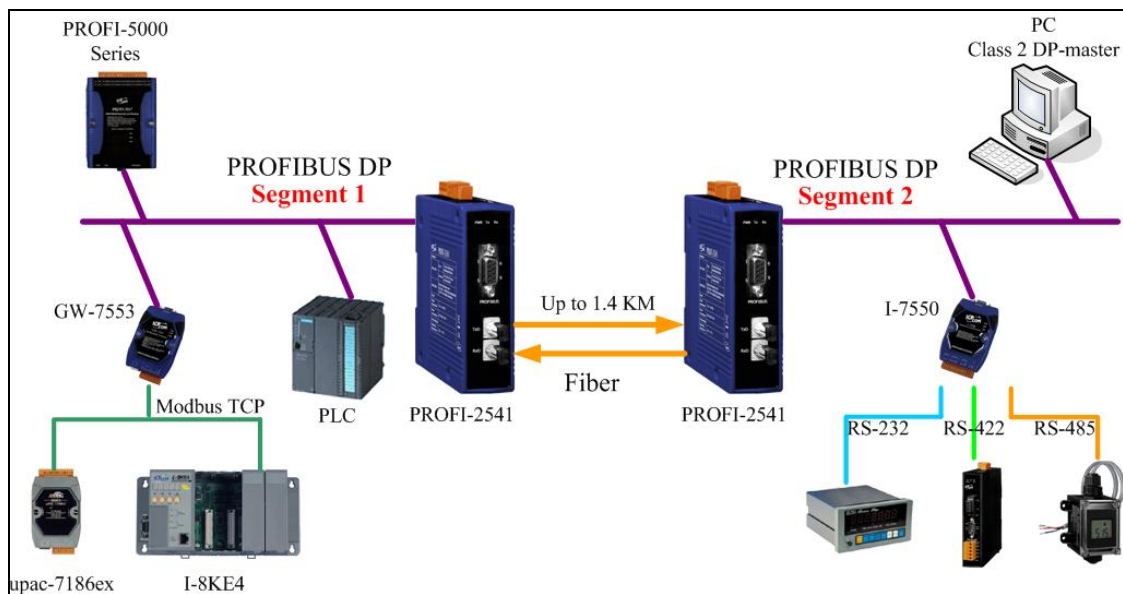 PROFI-5000
Series
PC
Class 2 DP-master
PROFIBUS DP
Segment 1
PROFIBUS DP
Segment 2
GW-7553
PLC
PROFIBUS
PROFI-2541
Up to 1.4 KM
Fiber
PROFIBUS
PROFI-2541
I-7550
Modbus TCP
RS-232
RS-422
RS-485
upac-7186ex
I-8KE4